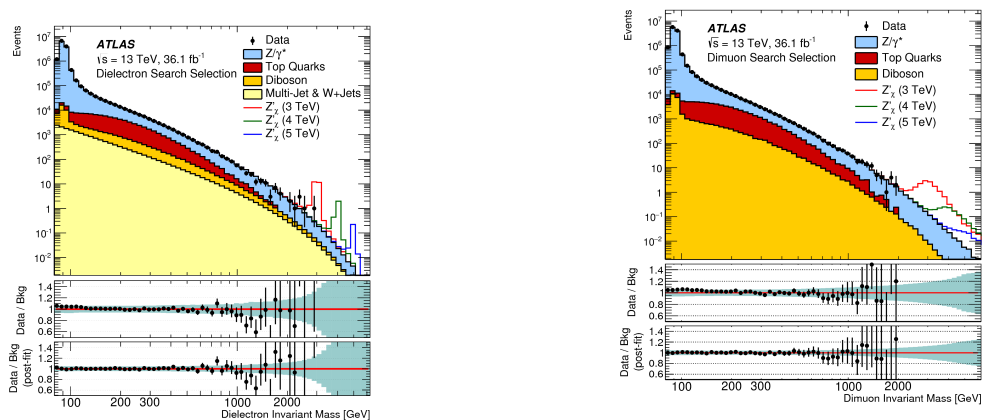 Events
10⁷
10⁶
10⁵
10⁴
10³
10²
10
1
10⁻¹
10⁻²
ATLAS
√s = 13 TeV, 36.1 fb⁻¹
Dielectron Search Selection
Data
Z/γ*
Top Quarks
Diboson
Multi-Jet & W+Jets
Z'χ (3 TeV)
Z'χ (4 TeV)
Z'χ (5 TeV)
Data / Bkg
1.4
1.2
1
0.8
0.6
Data / Bkg
(post-fit)
1.4
1.2
1
0.8
0.6
100 200 300 1000 2000
Dielectron Invariant Mass [GeV]
Events
10⁷
10⁶
10⁵
10⁴
10³
10²
10
1
10⁻¹
10⁻²
ATLAS
√s = 13 TeV, 36.1 fb⁻¹
Dimuon Search Selection
Data
Z/γ*
Top Quarks
Diboson
Z'χ (3 TeV)
Z'χ (4 TeV)
Z'χ (5 TeV)
Data / Bkg
1.4
1.2
1
0.8
0.6
Data / Bkg
(post-fit)
1.4
1.2
1
0.8
0.6
100 200 300 1000 2000
Dimuon Invariant Mass [GeV]